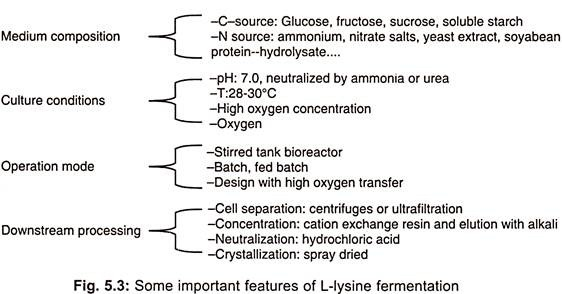 Medium composition
–C–source: Glucose, fructose, sucrose, soluble starch
–N source: ammonium, nitrate salts, yeast extract, soyabean
protein--hydrolysate....
Culture conditions
–pH: 7.0, neutralized by ammonia or urea
–T:28-30°C
–High oxygen concentration
–Oxygen
Operation mode
–Stirred tank bioreactor
–Batch, fed batch
–Design with high oxygen transfer
Downstream processing
–Cell separation: centrifuges or ultrafiltration
–Concentration: cation exchange resin and elution with alkali
–Neutralization: hydrochloric acid
–Crystallization: spray dried
Fig. 5.3: Some important features of L-lysine fermentation